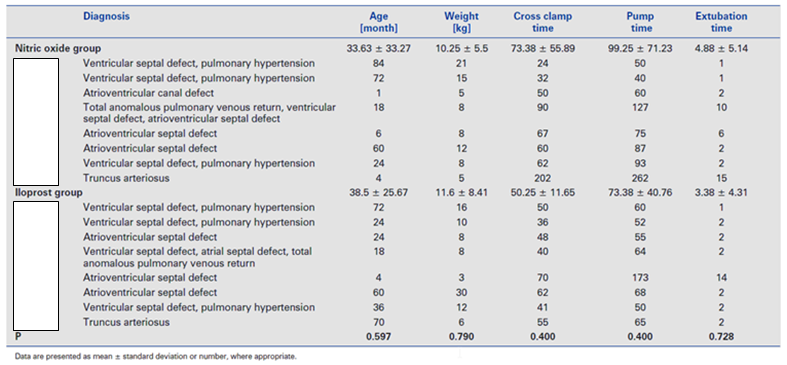 Diagnosis Age [month] Weight [kg] Cross clamp time Pump time Extubation time
Nitric oxide group 33.63 ± 33.27 10.25 ± 5.5 73.38 ± 55.89 99.25 ± 71.23 4.88 ± 5.14
Ventricular septal defect, pulmonary hypertension 84 21 24 50 1
Ventricular septal defect, pulmonary hypertension 72 15 32 40 1
Atrioventricular canal defect 1 5 50 60 2
Total anomalous pulmonary venous return, ventricular 18 8 90 127 10
septal defect, atrioventricular septal defect
Atrioventricular septal defect 6 8 67 75 6
Atrioventricular septal defect 60 12 60 87 2
Ventricular septal defect, pulmonary hypertension 24 8 62 93 2
Truncus arteriosus 4 5 202 262 15
Iloprost group 38.5 ± 25.67 11.6 ± 8.41 50.25 ± 11.65 73.38 ± 40.76 3.38 ± 4.31
Ventricular septal defect, pulmonary hypertension 72 16 50 60 1
Ventricular septal defect, pulmonary hypertension 24 10 36 52 2
Atrioventricular septal defect 24 8 48 55 2
Ventricular septal defect, atrial septal defect, total 18 8 40 64 2
anomalous pulmonary venous return
Atrioventricular septal defect 4 3 70 173 14
Atrioventricular septal defect 60 30 62 68 2
Ventricular septal defect, pulmonary hypertension 36 12 41 50 2
Truncus arteriosus 70 6 55 65 2
P 0.597 0.790 0.400 0.400 0.728
Data are presented as mean ± standard deviation or number, where appropriate.